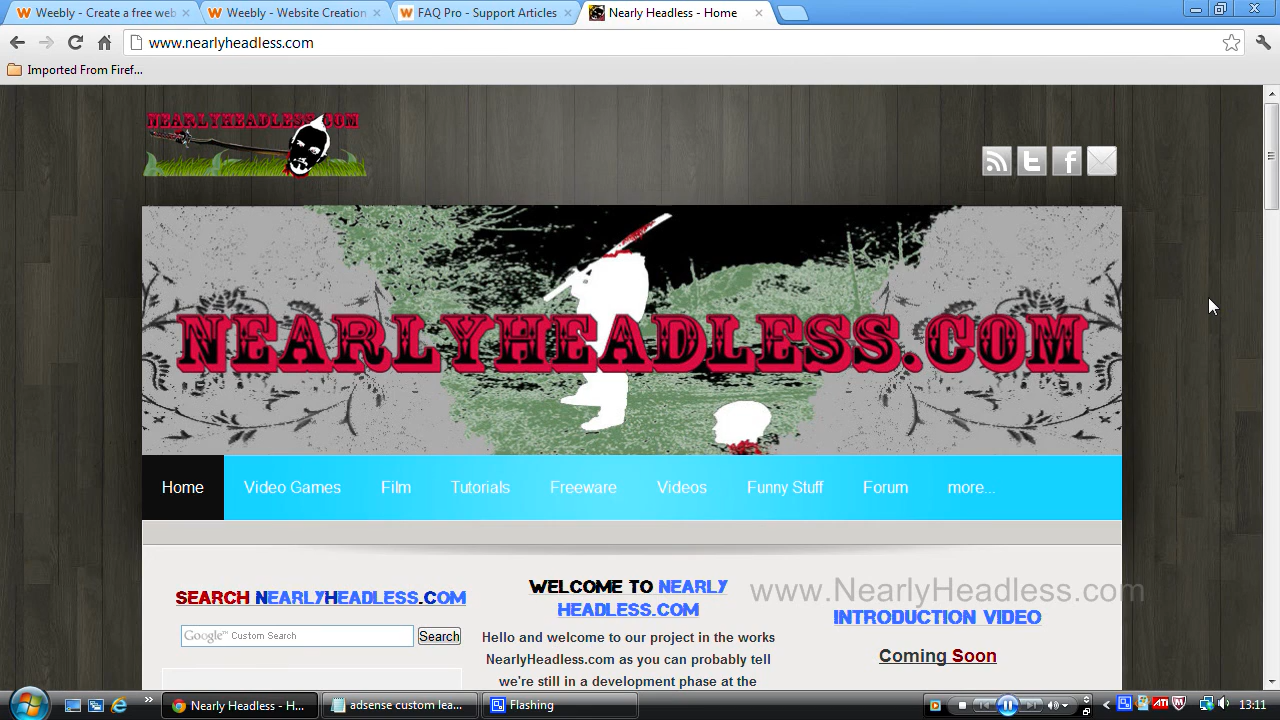 Weebly - Create a free web
Weebly - Website Creation
FAQ Pro - Support Articles
Nearly Headless - Home
www.nearlyheadless.com
Imported From Firef...
NEARLYHEADLESS.COM
NEARLYHEADLESS.COM
Home
Video Games
Film
Tutorials
Freeware
Videos
Funny Stuff
Forum
more...
SEARCH NEARLYHEADLESS.COM
Google™ Custom Search
Search
WELCOME TO NEARLY
HEADLESS.COM
Hello and welcome to our project in the works
NearlyHeadless.com as you can probably tell
we're still in a development phase at the
www.NearlyHeadless.com
INTRODUCTION VIDEO
Coming Soon
Nearly Headless - H...
adsense custom sear...
Flashing
ATI
13:11